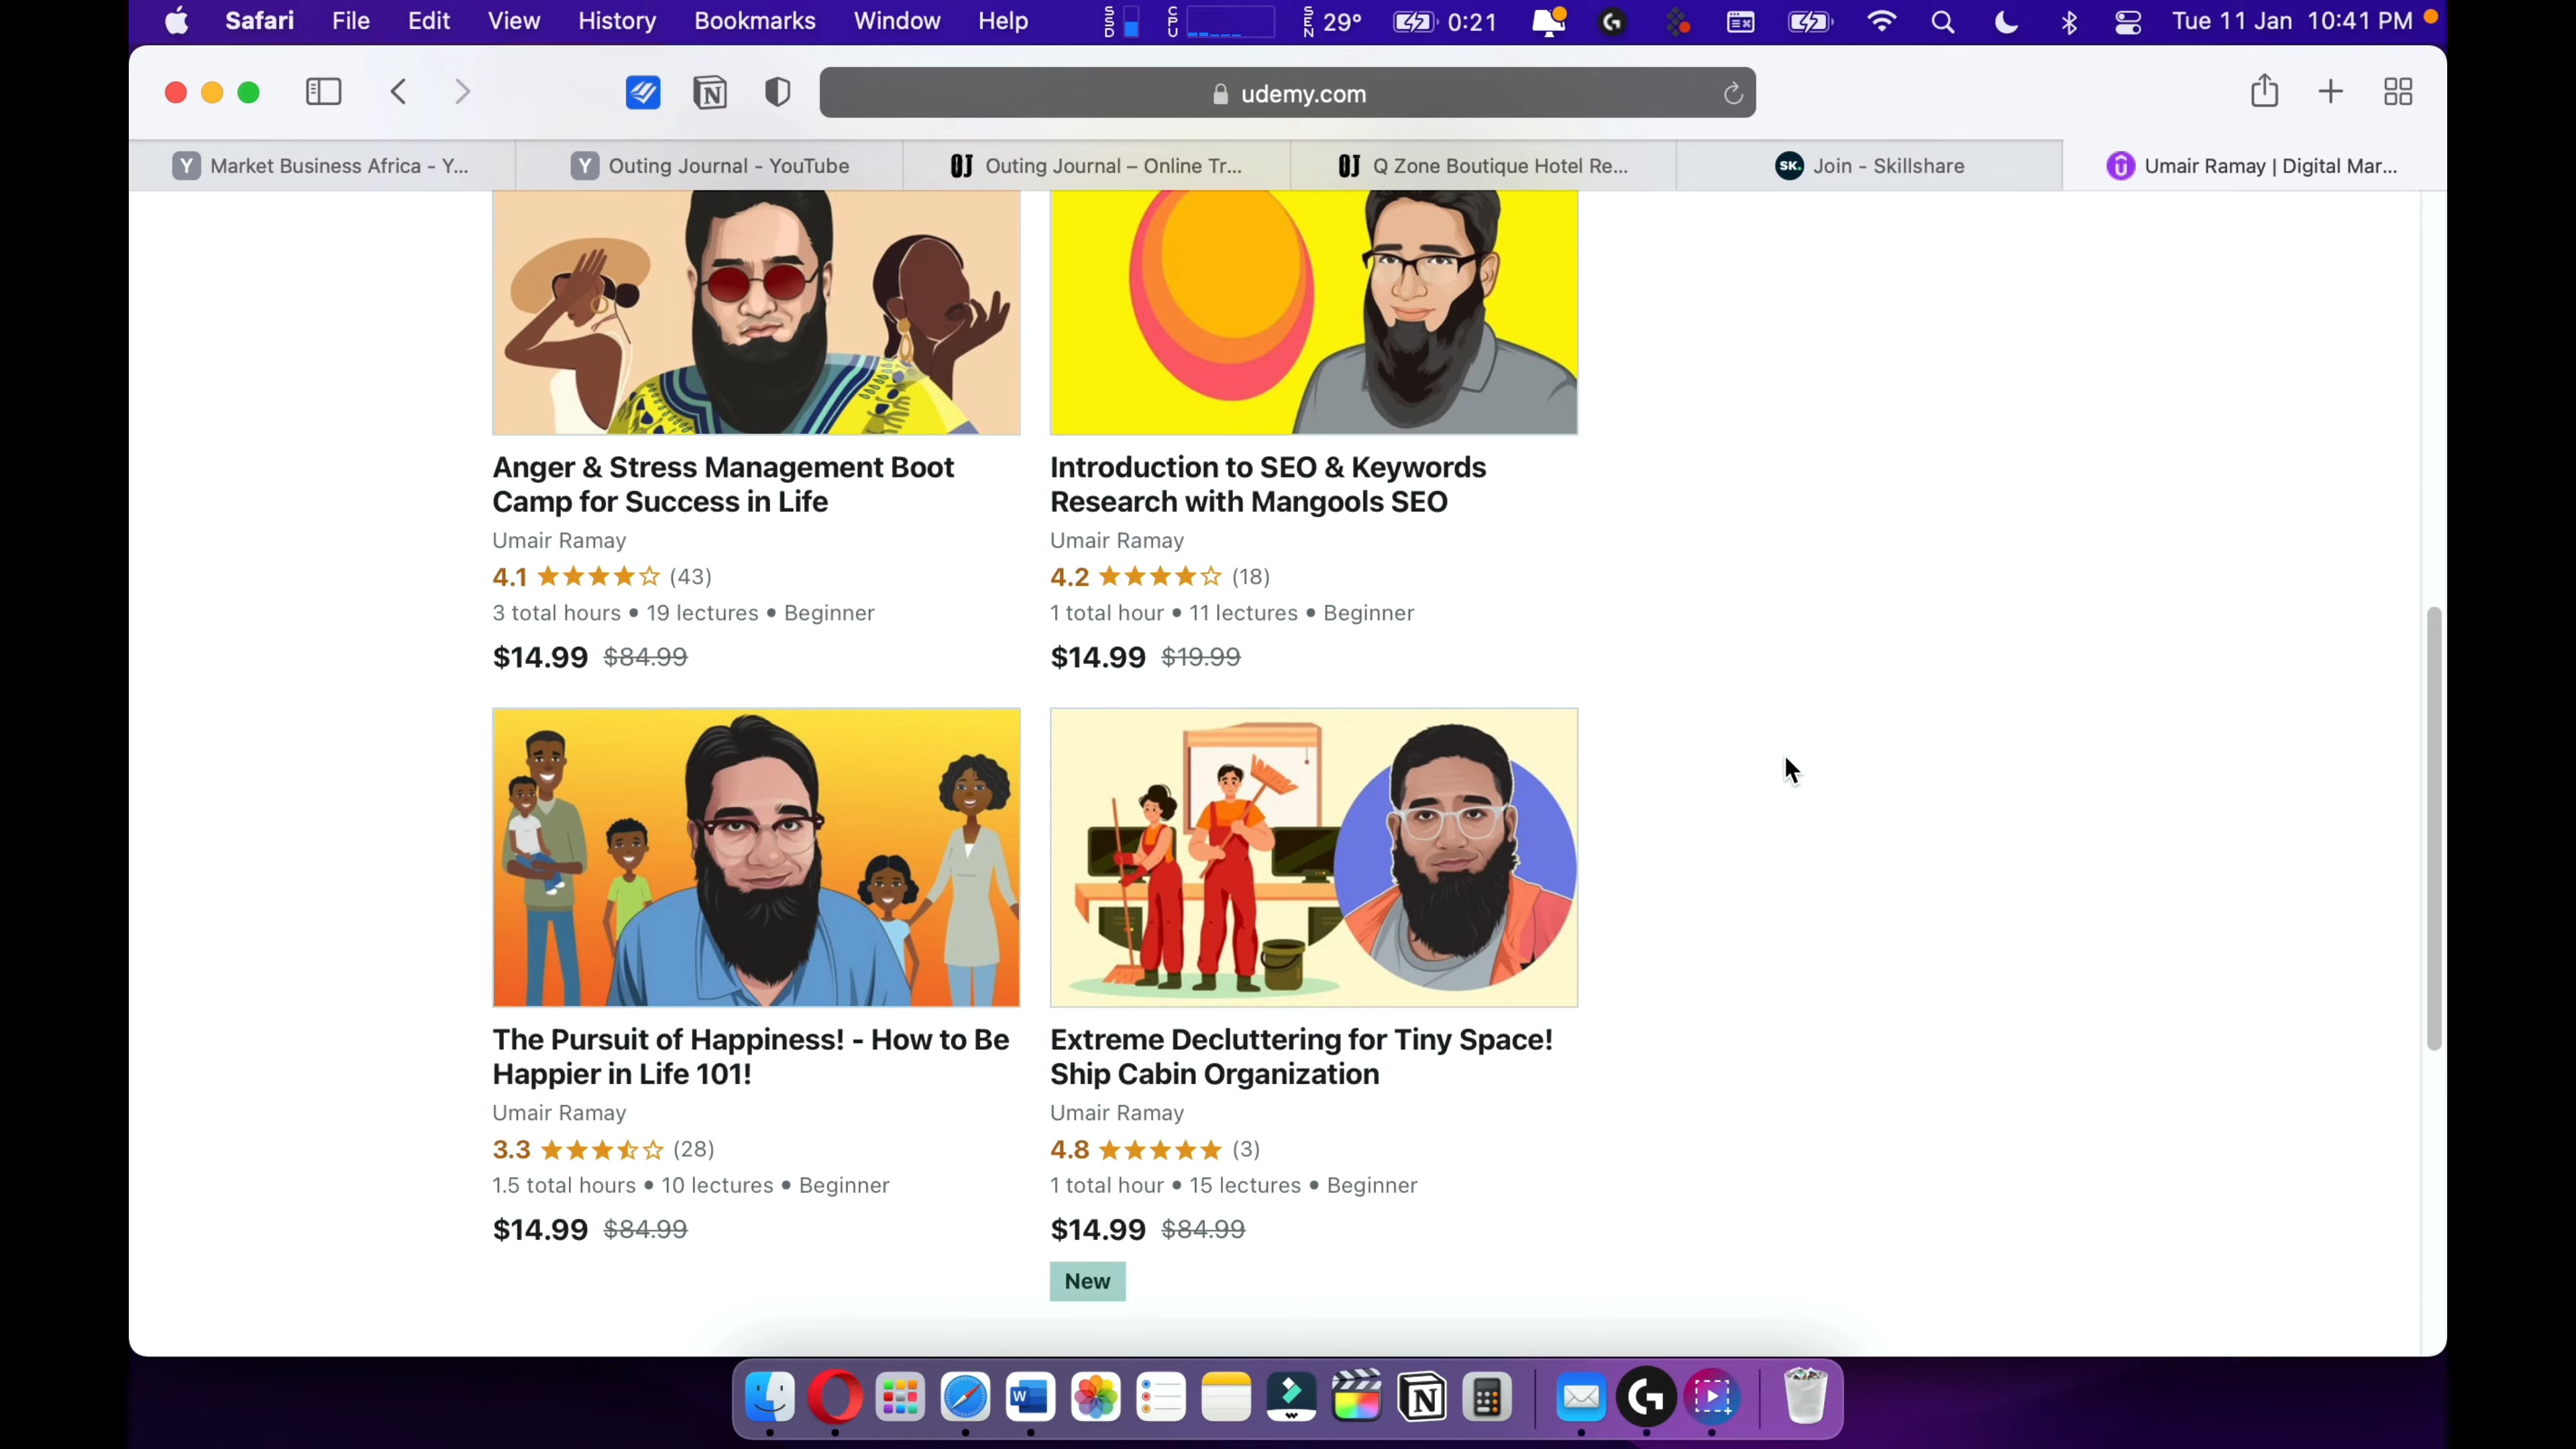 Safari File Edit View History Bookmarks Window Help SSD CPU SEN 29° 0:21 Tue 11 Jan 10:41 PM
udemy.com
Y Market Business Africa - Y... Y Outing Journal - YouTube OJ Outing Journal – Online Tr... OJ Q Zone Boutique Hotel Re... SK. Join - Skillshare Umair Ramay | Digital Mar...
Anger & Stress Management Boot
Camp for Success in Life
Umair Ramay
4.1 (43)
3 total hours • 19 lectures • Beginner
$14.99 $84.99
Introduction to SEO & Keywords
Research with Mangools SEO
Umair Ramay
4.2 (18)
1 total hour • 11 lectures • Beginner
$14.99 $19.99
The Pursuit of Happiness! - How to Be
Happier in Life 101!
Umair Ramay
3.3 (28)
1.5 total hours • 10 lectures • Beginner
$14.99 $84.99
Extreme Decluttering for Tiny Space!
Ship Cabin Organization
Umair Ramay
4.8 (3)
1 total hour • 15 lectures • Beginner
$14.99 $84.99
New